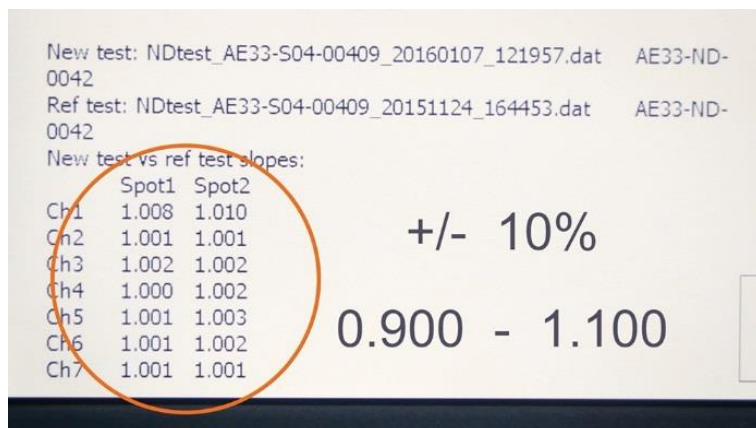 New test: NDtest_AE33-S04-00409_20160107_121957.dat AE33-ND-
0042
Ref test: NDtest_AE33-S04-00409_20151124_164453.dat AE33-ND-
0042
New test vs ref test slopes:
Spot1 Spot2
Ch1 1.008 1.010
Ch2 1.001 1.001
Ch3 1.002 1.002
Ch4 1.000 1.002
Ch5 1.001 1.003
Ch6 1.001 1.002
Ch7 1.001 1.001
+/- 10%
0.900 - 1.100